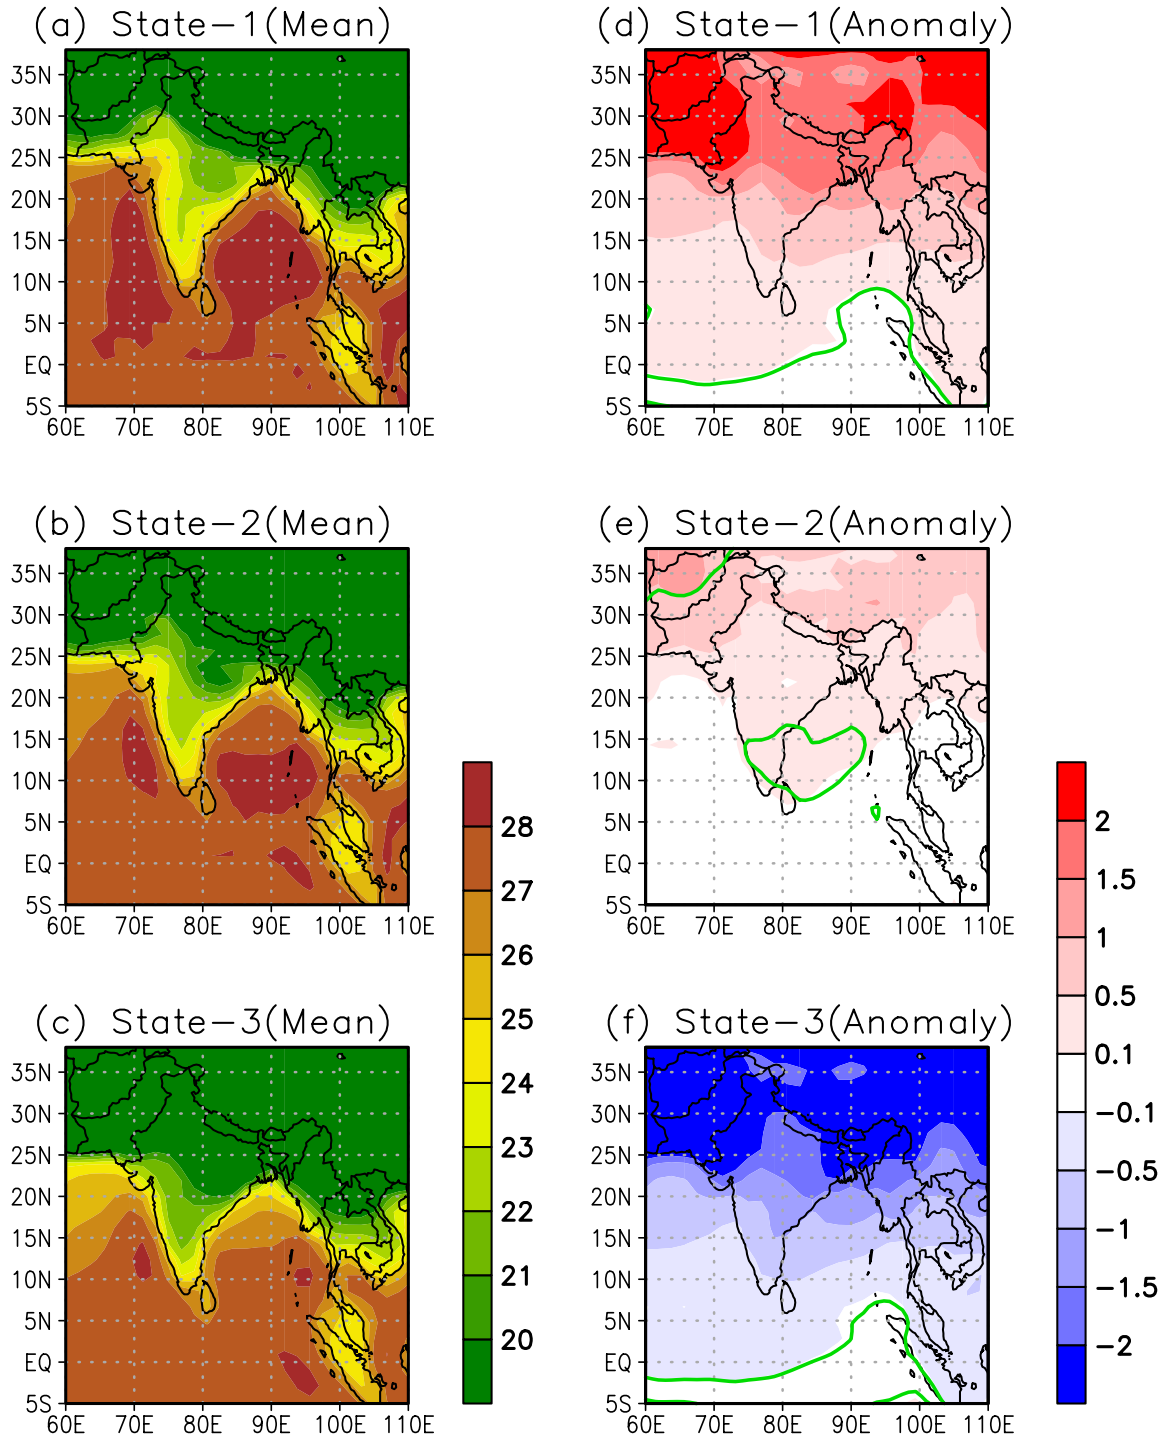 (a) State-1(Mean)
35N
30N
25N
20N
15N
10N
5N
EQ
5S
60E 70E 80E 90E 100E 110E
(d) State-1(Anomaly)
35N
30N
25N
20N
15N
10N
5N
EQ
5S
60E 70E 80E 90E 100E 110E
(b) State-2(Mean)
35N
30N
25N
20N
15N
10N
5N
EQ
5S
60E 70E 80E 90E 100E 110E
(e) State-2(Anomaly)
35N
30N
25N
20N
15N
10N
5N
EQ
5S
60E 70E 80E 90E 100E 110E
(c) State-3(Mean)
35N
30N
25N
20N
15N
10N
5N
EQ
5S
60E 70E 80E 90E 100E 110E
28
27
26
25
24
23
22
21
20
(f) State-3(Anomaly)
35N
30N
25N
20N
15N
10N
5N
EQ
5S
60E 70E 80E 90E 100E 110E
2
1.5
1
0.5
0.1
-0.1
-0.5
-1
-1.5
-2